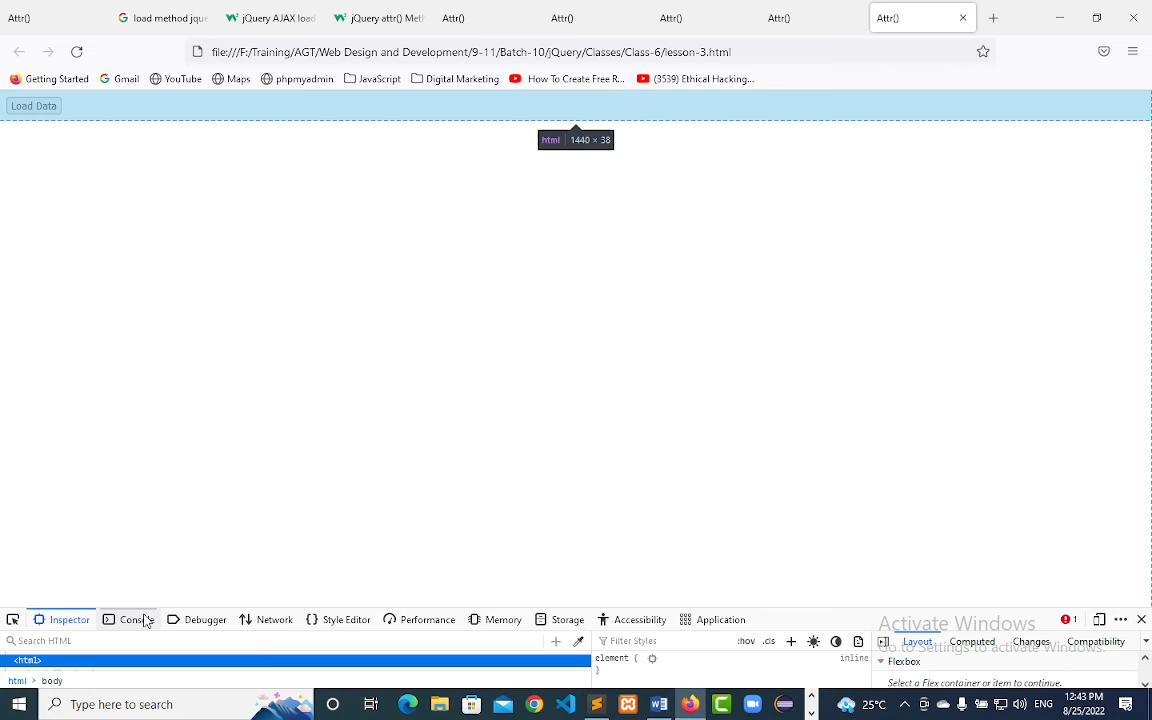 Attr()
load method jque
jQuery AJAX load
jQuery attr() Meth
Attr()
Attr()
Attr()
Attr()
Attr()
file:///F:/Training/AGT/Web Design and Development/9-11/Batch-10/jQuery/Classes/Class-6/lesson-3.html
Getting Started
Gmail
YouTube
Maps
phpmyadmin
JavaScript
Digital Marketing
How To Create Free R...
(3539) Ethical Hacking...
Load Data
html 1440 × 38
Inspector
Console
Debugger
Network
Style Editor
Performance
Memory
Storage
Accessibility
Application
1
Search HTML
Filter Styles
:hov .cls
Layout
Computed
Changes
Compatibility
<html>
element {
inline
}
Flexbox
Select a Flex container or item to continue.
html > body
Activate Windows
Go to Settings to activate Windows.
Type here to search
25°C
ENG
12:43 PM
8/25/2022